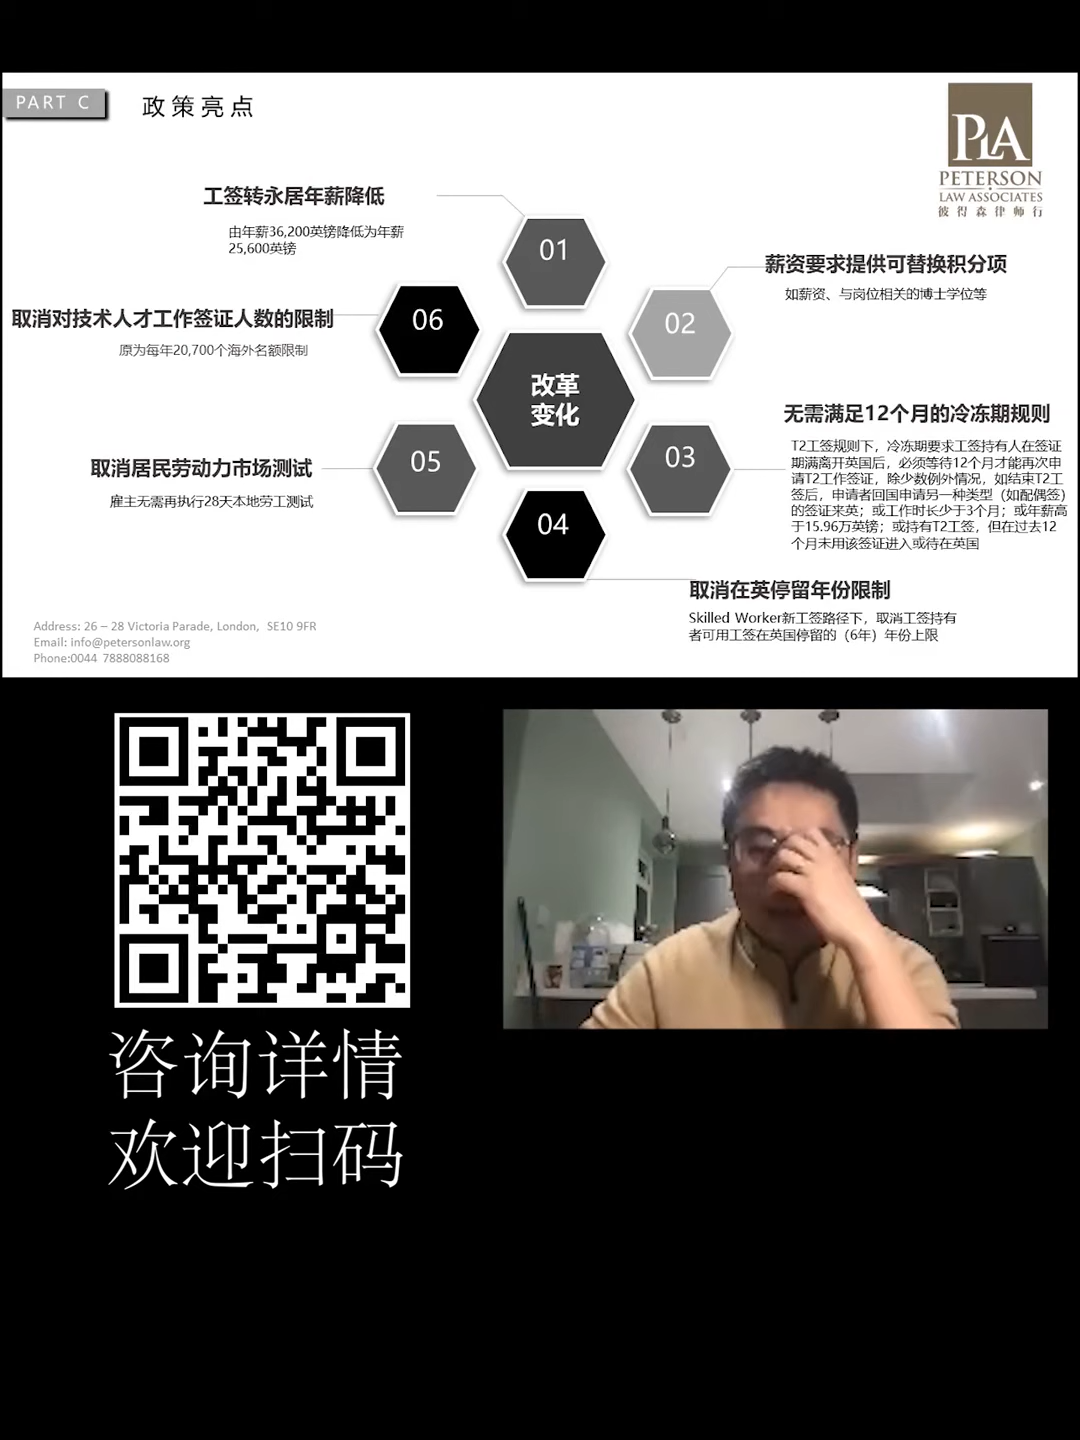 PART C
政策亮点
PLA
PETERSON
LAW ASSOCIATES
彼得森律师行
工签转永居年薪降低
由年薪36,200英镑降低为年薪
25,600英镑
01
薪资要求提供可替换积分项
如薪资、与岗位相关的博士学位等
02
无需满足12个月的冷冻期规则
T2工签规则下，冷冻期要求工签持有人在签证
期满离开英国后，必须等待12个月才能再次申
请T2工作签证，除少数例外情况，如结束T2工
签后，申请者回国申请另一种类型（如配偶签）
的签证来英；或工作时长少于3个月；或年薪高
于15.96万英镑；或持有T2工签，但在过去12
个月未用该签证进入或待在英国
03
取消在英停留年份限制
Skilled Worker新工签路径下，取消工签持有
者可用工签在英国停留的（6年）年份上限
04
取消居民劳动力市场测试
雇主无需再执行28天本地劳工测试
05
取消对技术人才工作签证人数的限制
原为每年20,700个海外名额限制
06
改革
变化
Address: 26 – 28 Victoria Parade, London, SE10 9FR
Email: info@petersonlaw.org
Phone:0044 7888088168
咨询详情
欢迎扫码